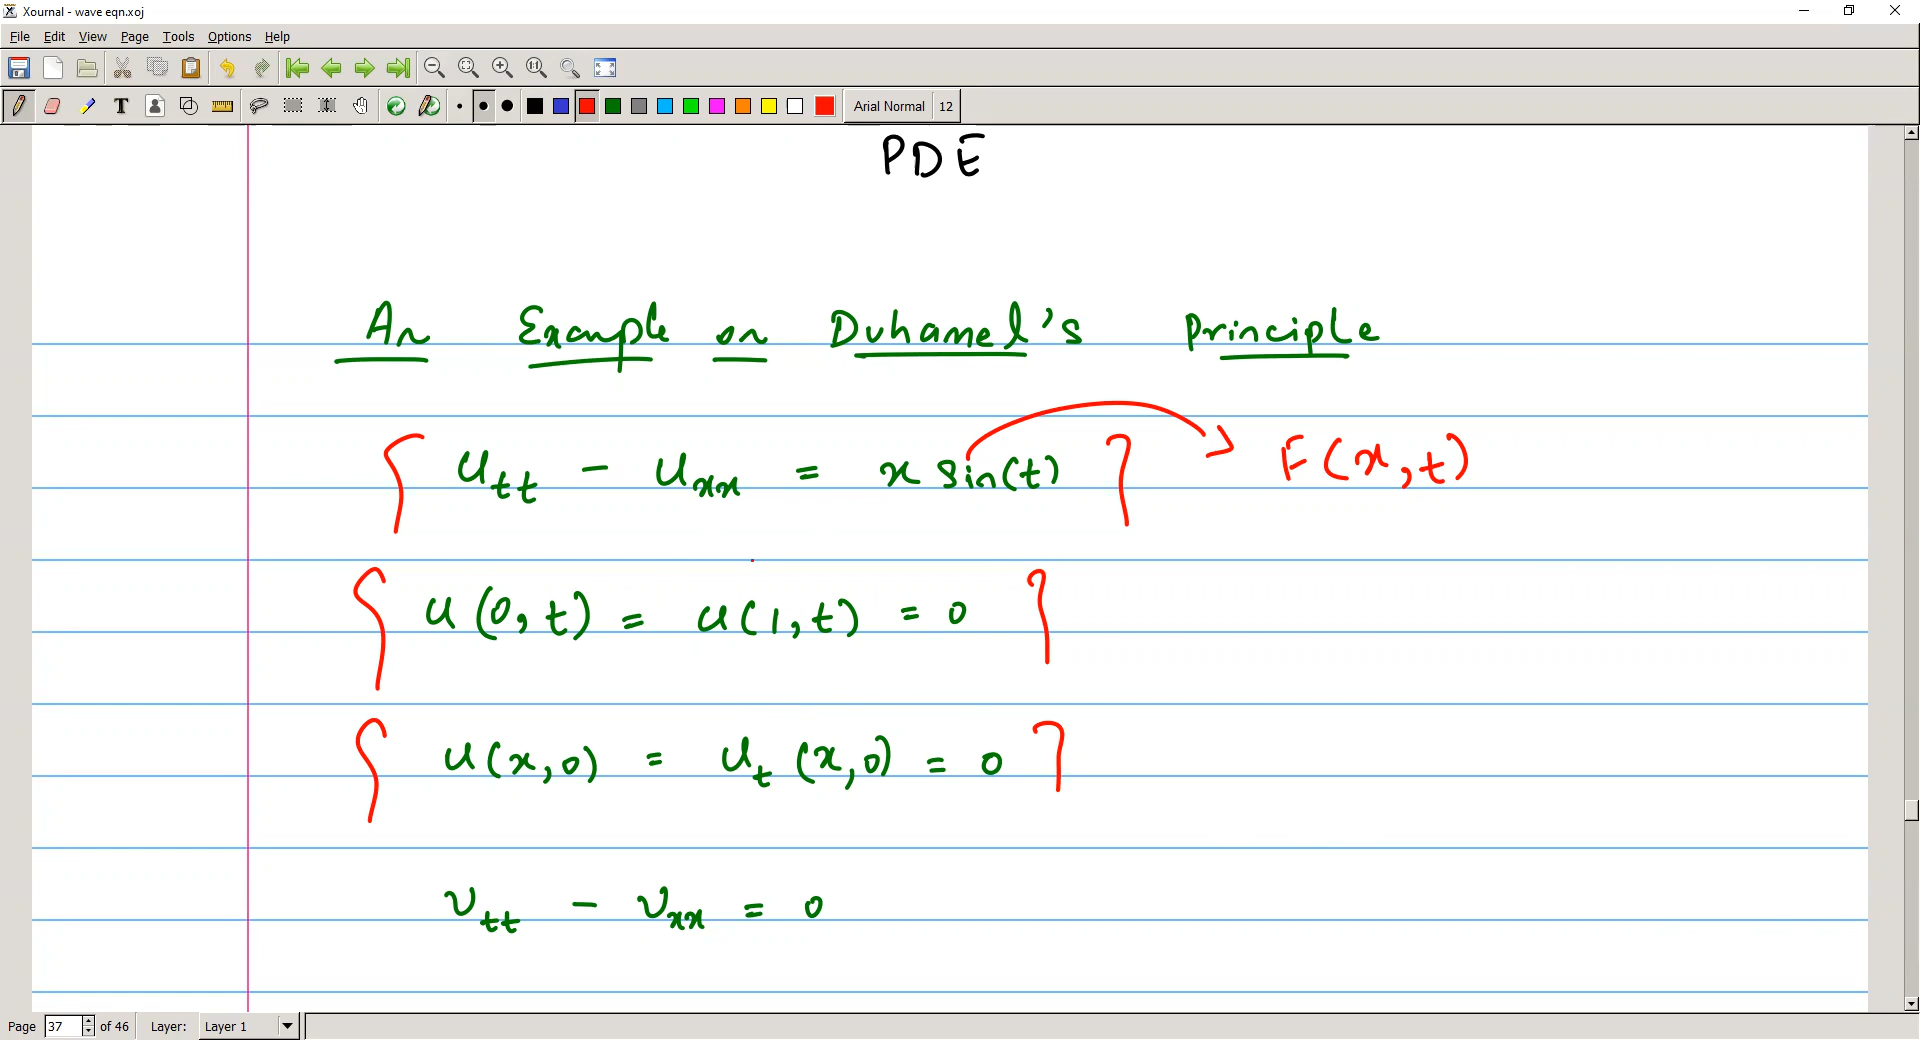 Xournal - wave eqn.xoj
File Edit View Page Tools Options Help
Arial Normal 12
PDE
An Example on Duhamel's Principle
u_tt - u_xx = x sin(t) F(x,t)
u(0,t) = u(1,t) = 0
u(x,0) = u_t(x,0) = 0
v_tt - v_xx = 0
Page 37 of 46 Layer: Layer 1